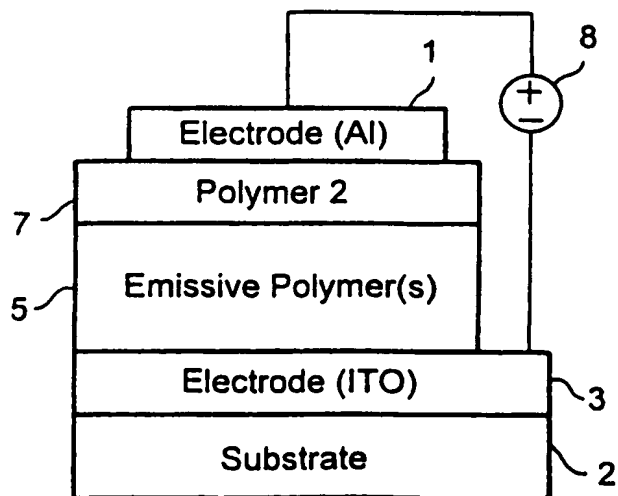 8
1
+
−
Electrode (Al)
Polymer 2
7
Emissive Polymer(s)
5
Electrode (ITO)
3
Substrate
2